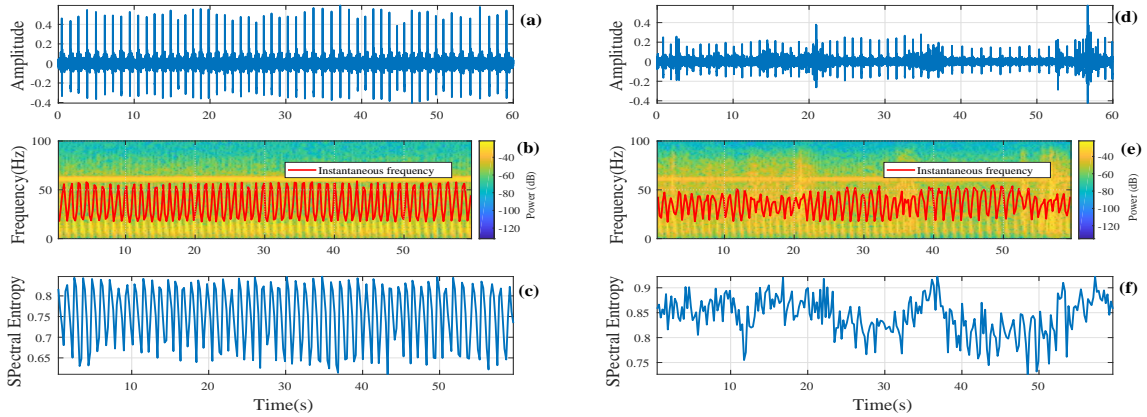 (a)
Amplitude
0.4
0.2
0
-0.2
-0.4
0 10 20 30 40 50 60
(b)
Frequency(Hz)
100
50
0
Instantaneous frequency
10 20 30 40 50
-40
-60
-80
-100
-120
Power (dB)
(c)
SPectral Entropy
0.8
0.75
0.7
0.65
10 20 30 40 50
Time(s)
(d)
Amplitude
0.4
0.2
0
-0.2
-0.4
0 10 20 30 40 50 60
(e)
Frequency(Hz)
100
50
0
Instantaneous frequency
10 20 30 40 50
-40
-60
-80
-100
-120
Power (dB)
(f)
SPectral Entropy
0.9
0.85
0.8
0.75
10 20 30 40 50
Time(s)